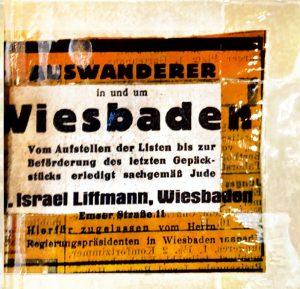 AUSWANDERER
in und um
Wiesbaden
Vom Aufstellen der Listen bis zur
Beförderung des letzten Gepäck-
stücks erledigt sachgemäß Jude
. Israel Liffmann, Wiesbaden
Emser Straße 11
Hierfür zugelassen vom Herrn
Regierungspräsidenten in Wiesbaden